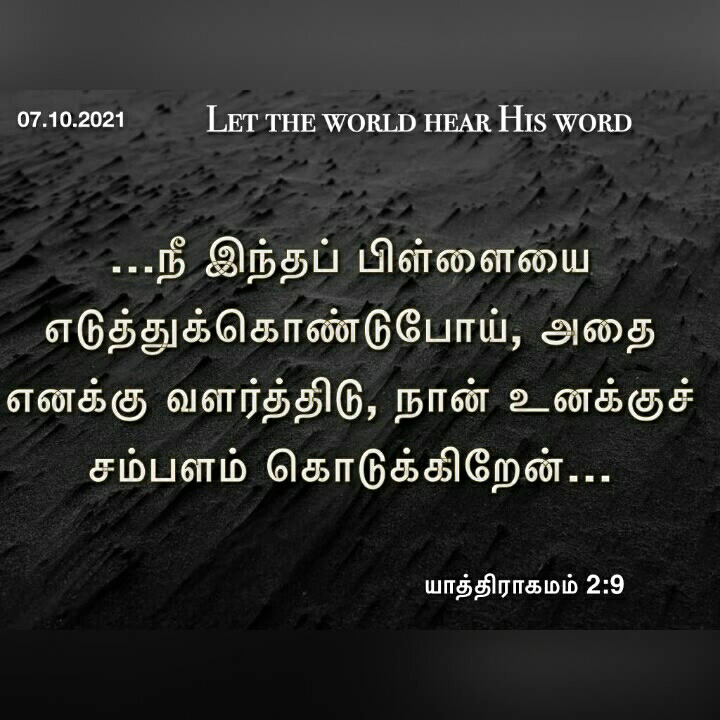 07.10.2021 LET THE WORLD HEAR HIS WORD
...நீ இந்தப் பிள்ளையை
எடுத்துக்கொண்டுபோய், அதை
எனக்கு வளர்த்திடு, நான் உனக்குச்
சம்பளம் கொடுக்கிறேன்...
யாத்திராகமம் 2:9